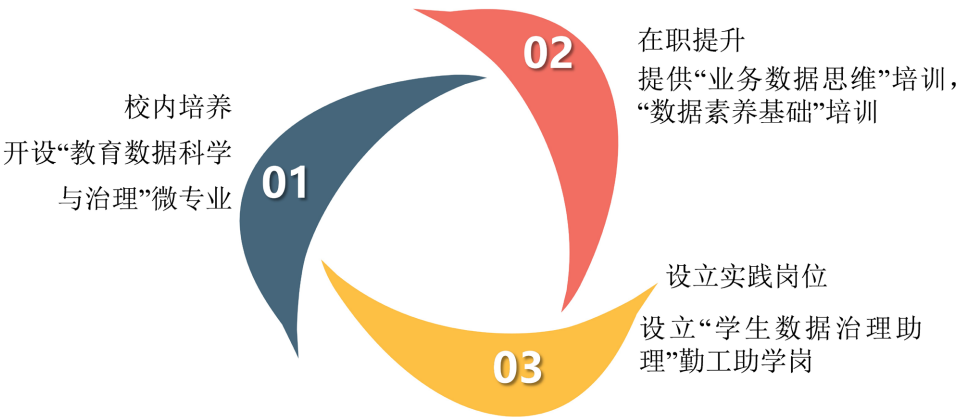 01
校内培养
开设“教育数据科学
与治理”微专业
02
在职提升
提供“业务数据思维”培训，
“数据素养基础”培训
03
设立实践岗位
设立“学生数据治理助
理”勤工助学岗